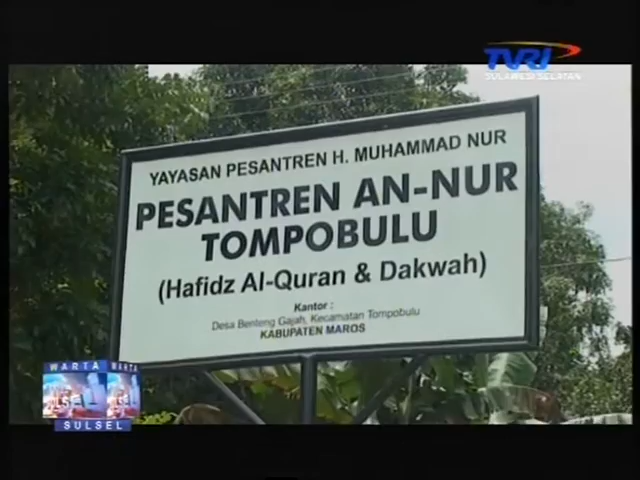 TVRI
SULAWESI SELATAN
YAYASAN PESANTREN H. MUHAMMAD NUR
PESANTREN AN-NUR
TOMPOBULU
(Hafidz Al-Quran & Dakwah)
Kantor :
Desa Benteng Gajah, Kecamatan Tompobulu
KABUPATEN MAROS
WARTA WARTA
SULSEL